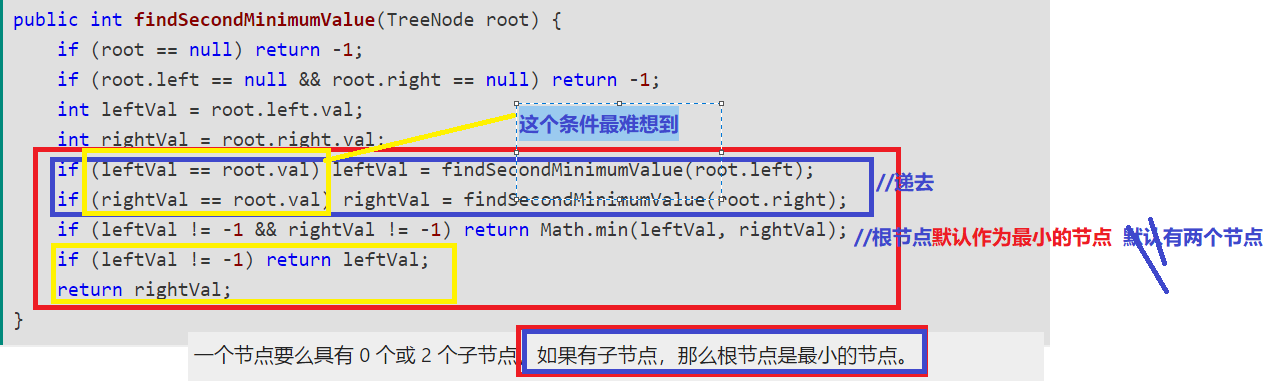 public int findSecondMinimumValue(TreeNode root) {
if (root == null) return -1;
if (root.left == null && root.right == null) return -1;
int leftVal = root.left.val;
这个条件最难想到
int rightVal = root.right.val;
if (leftVal == root.val) leftVal = findSecondMinimumValue(root.left);
//递去
if (rightVal == root.val) rightVal = findSecondMinimumValue(root.right);
if (leftVal != -1 && rightVal != -1) return Math.min(leftVal, rightVal);
//根节点默认作为最小的节点 默认有两个节点
if (leftVal != -1) return leftVal;
return rightVal;
}
一个节点要么具有 0 个或 2 个子节点，如果有子节点，那么根节点是最小的节点。